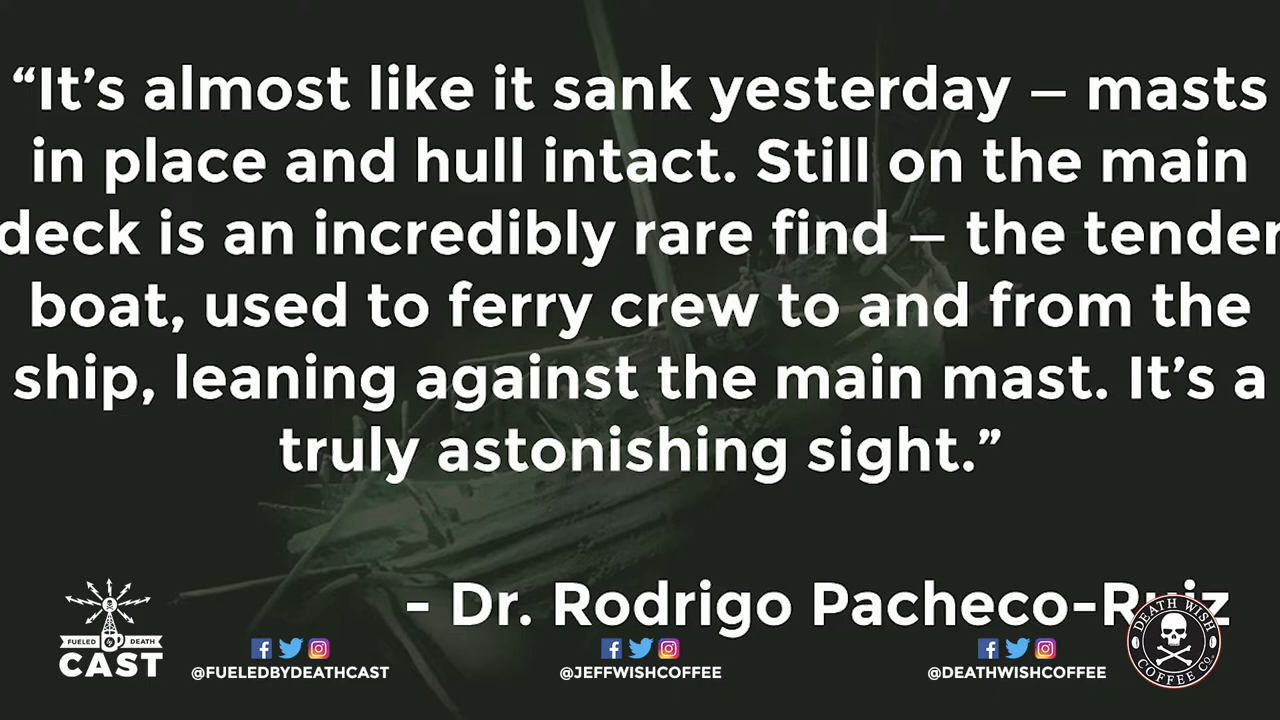 “It’s almost like it sank yesterday – masts
in place and hull intact. Still on the main
deck is an incredibly rare find – the tender
boat, used to ferry crew to and from the
ship, leaning against the main mast. It’s a
truly astonishing sight.”
- Dr. Rodrigo Pacheco-Ruiz
FUELED DEATH
CAST
@FUELEDBYDEATHCAST
@JEFFWISHCOFFEE
@DEATHWISHCOFFEE
DEATH WISH
COFFEE CO.